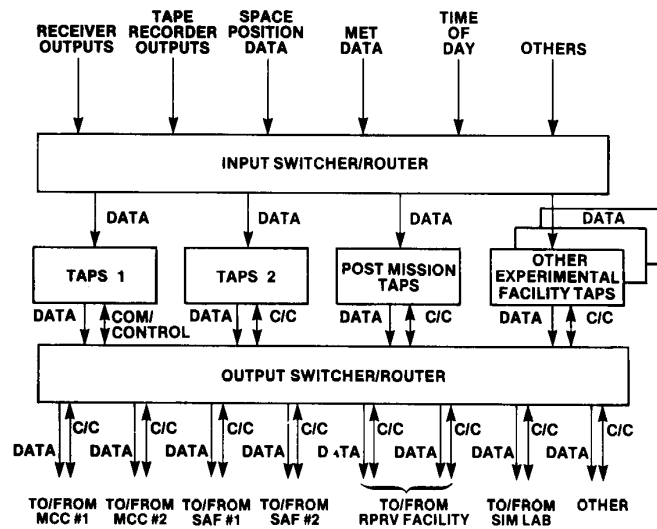 RECEIVER OUTPUTS
TAPE RECORDER OUTPUTS
SPACE POSITION DATA
MET DATA
TIME OF DAY
OTHERS
INPUT SWITCHER/ROUTER
DATA
DATA
DATA
DATA
TAPS 1
TAPS 2
POST MISSION TAPS
OTHER EXPERIMENTAL FACILITY TAPS
DATA
COM/CONTROL
DATA
C/C
DATA
C/C
DATA
C/C
OUTPUT SWITCHER/ROUTER
C/C
C/C
C/C
C/C
C/C
C/C
C/C
C/C
DATA
DATA
DATA
DATA
DATA
DATA
DATA
DATA
TO/FROM MCC #1
TO/FROM MCC #2
TO/FROM SAF #1
TO/FROM SAF #2
TO/FROM RPRV FACILITY
TO/FROM SIM LAB
OTHER